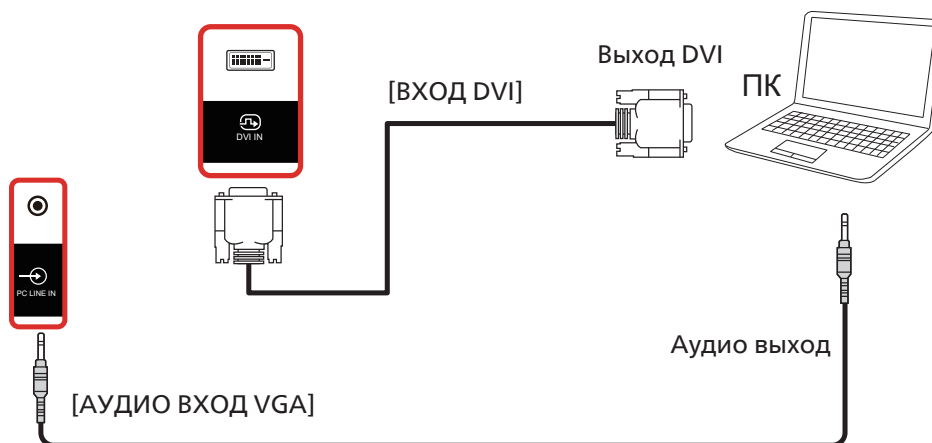 Выход DVI
ПК
[ВХОД DVI]
DVI IN
PC LINE IN
Аудио выход
[АУДИО ВХОД VGA]